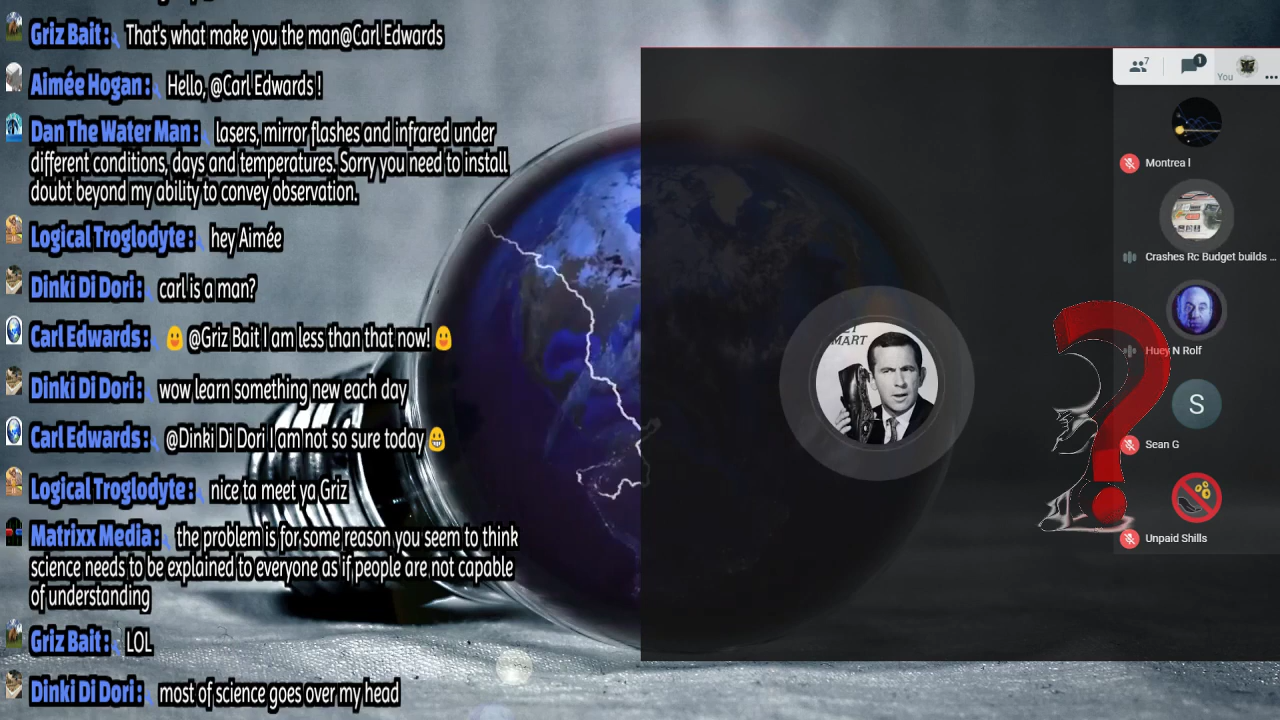 Griz Bait: That's what make you the man@Carl Edwards
Aimée Hogan: Hello, @Carl Edwards !
Dan The Water Man: lasers, mirror flashes and infrared under
different conditions, days and temperatures. Sorry you need to install
doubt beyond my ability to convey observation.
Logical Troglodyte: hey Aimée
Dinki Di Dori: carl is a man?
Carl Edwards: 😛 @Griz Bait I am less than that now! 😛
Dinki Di Dori: wow learn something new each day
Carl Edwards: @Dinki Di Dori I am not so sure today 😁
Logical Troglodyte: nice ta meet ya Griz
Matrixx Media: the problem is for some reason you seem to think
science needs to be explained to everyone as if people are not capable
of understanding
Griz Bait: LOL
Dinki Di Dori: most of science goes over my head
MART
7
1
You
...
Montrea l
Crashes Rc Budget builds ...
Huey N Rolf
S
Sean G
Unpaid Shills
?